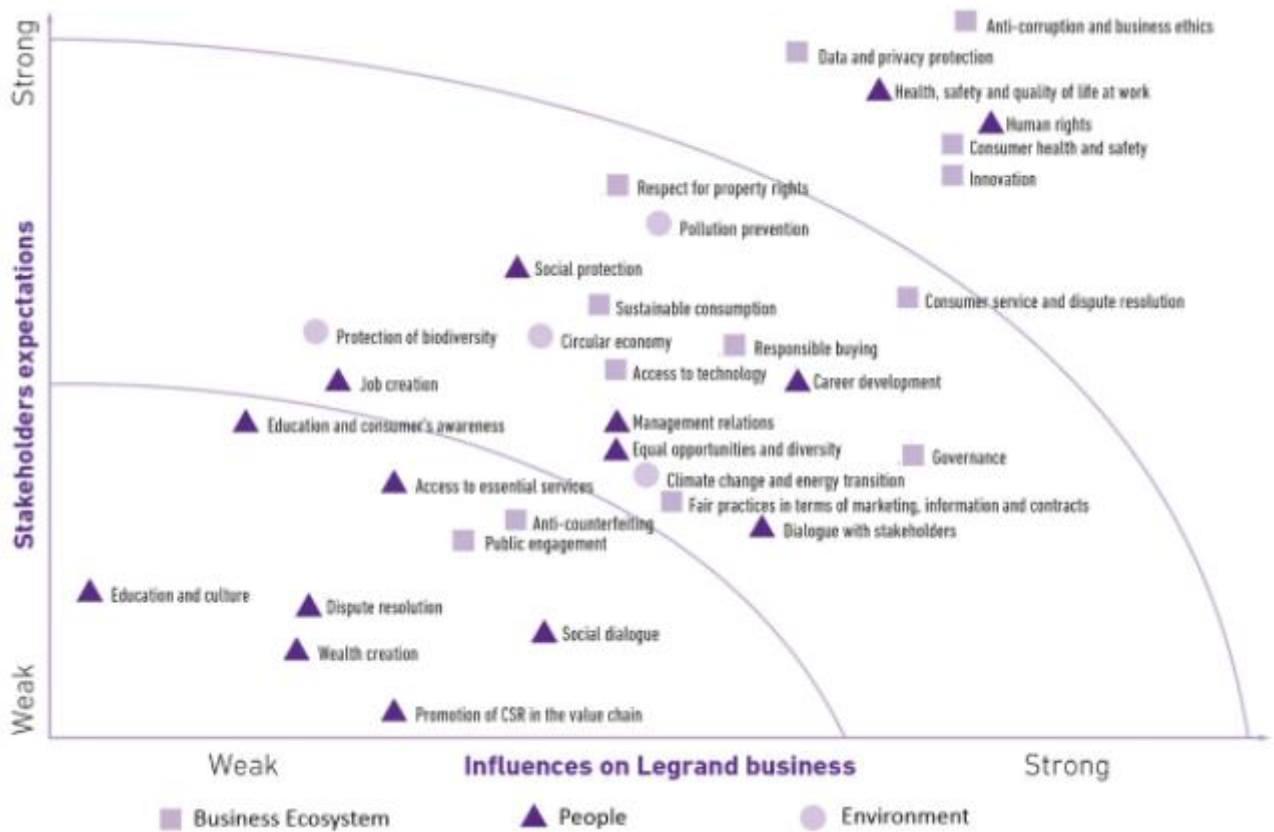 Strong
Anti-corruption and business ethics
Data and privacy protection
Health, safety and quality of life at work
Human rights
Consumer health and safety
Innovation
Respect for property rights
Pollution prevention
Social protection
Consumer service and dispute resolution
Sustainable consumption
Protection of biodiversity
Circular economy
Responsible buying
Access to technology
Career development
Job creation
Management relations
Education and consumer's awareness
Equal opportunities and diversity
Governance
Climate change and energy transition
Access to essential services
Fair practices in terms of marketing, information and contracts
Anti-counterfeiting
Dialogue with stakeholders
Public engagement
Education and culture
Dispute resolution
Social dialogue
Wealth creation
Promotion of CSR in the value chain
Stakeholders expectations
Weak
Weak
Influences on Legrand business
Strong
Business Ecosystem
People
Environment